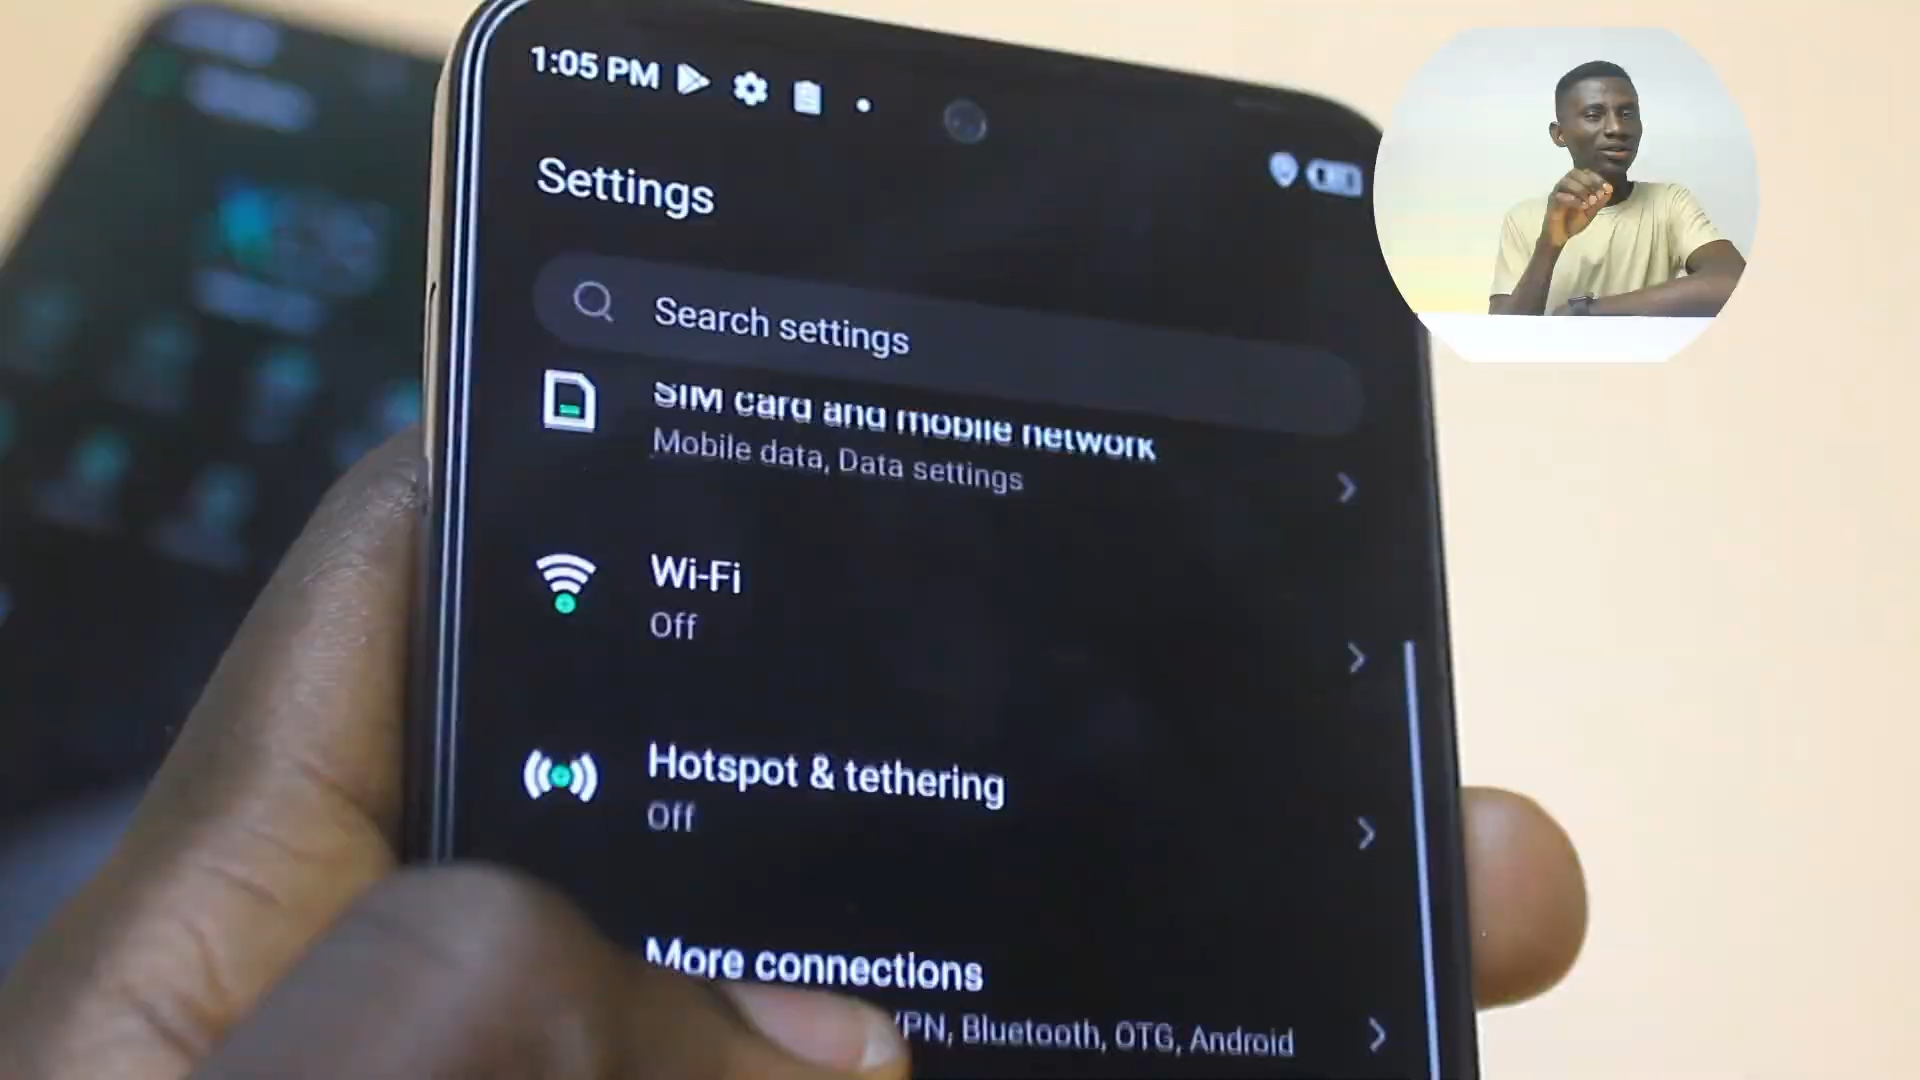 1:05 PM
Settings
Search settings
SIM card and mobile network
Mobile data, Data settings
Wi-Fi
Off
Hotspot & tethering
Off
More connections
VPN, Bluetooth, OTG, Android